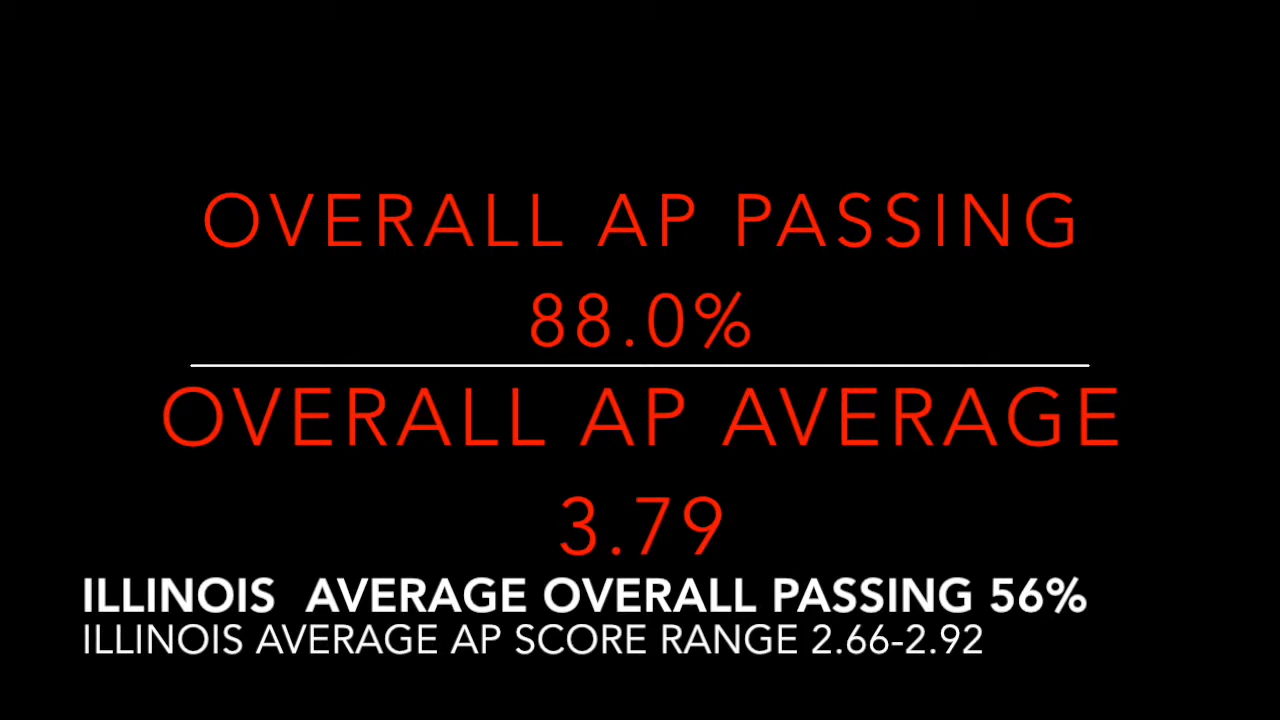 OVERALL AP PASSING
88.0%
OVERALL AP AVERAGE
3.79
ILLINOIS  AVERAGE OVERALL PASSING 56%
ILLINOIS AVERAGE AP SCORE RANGE 2.66-2.92